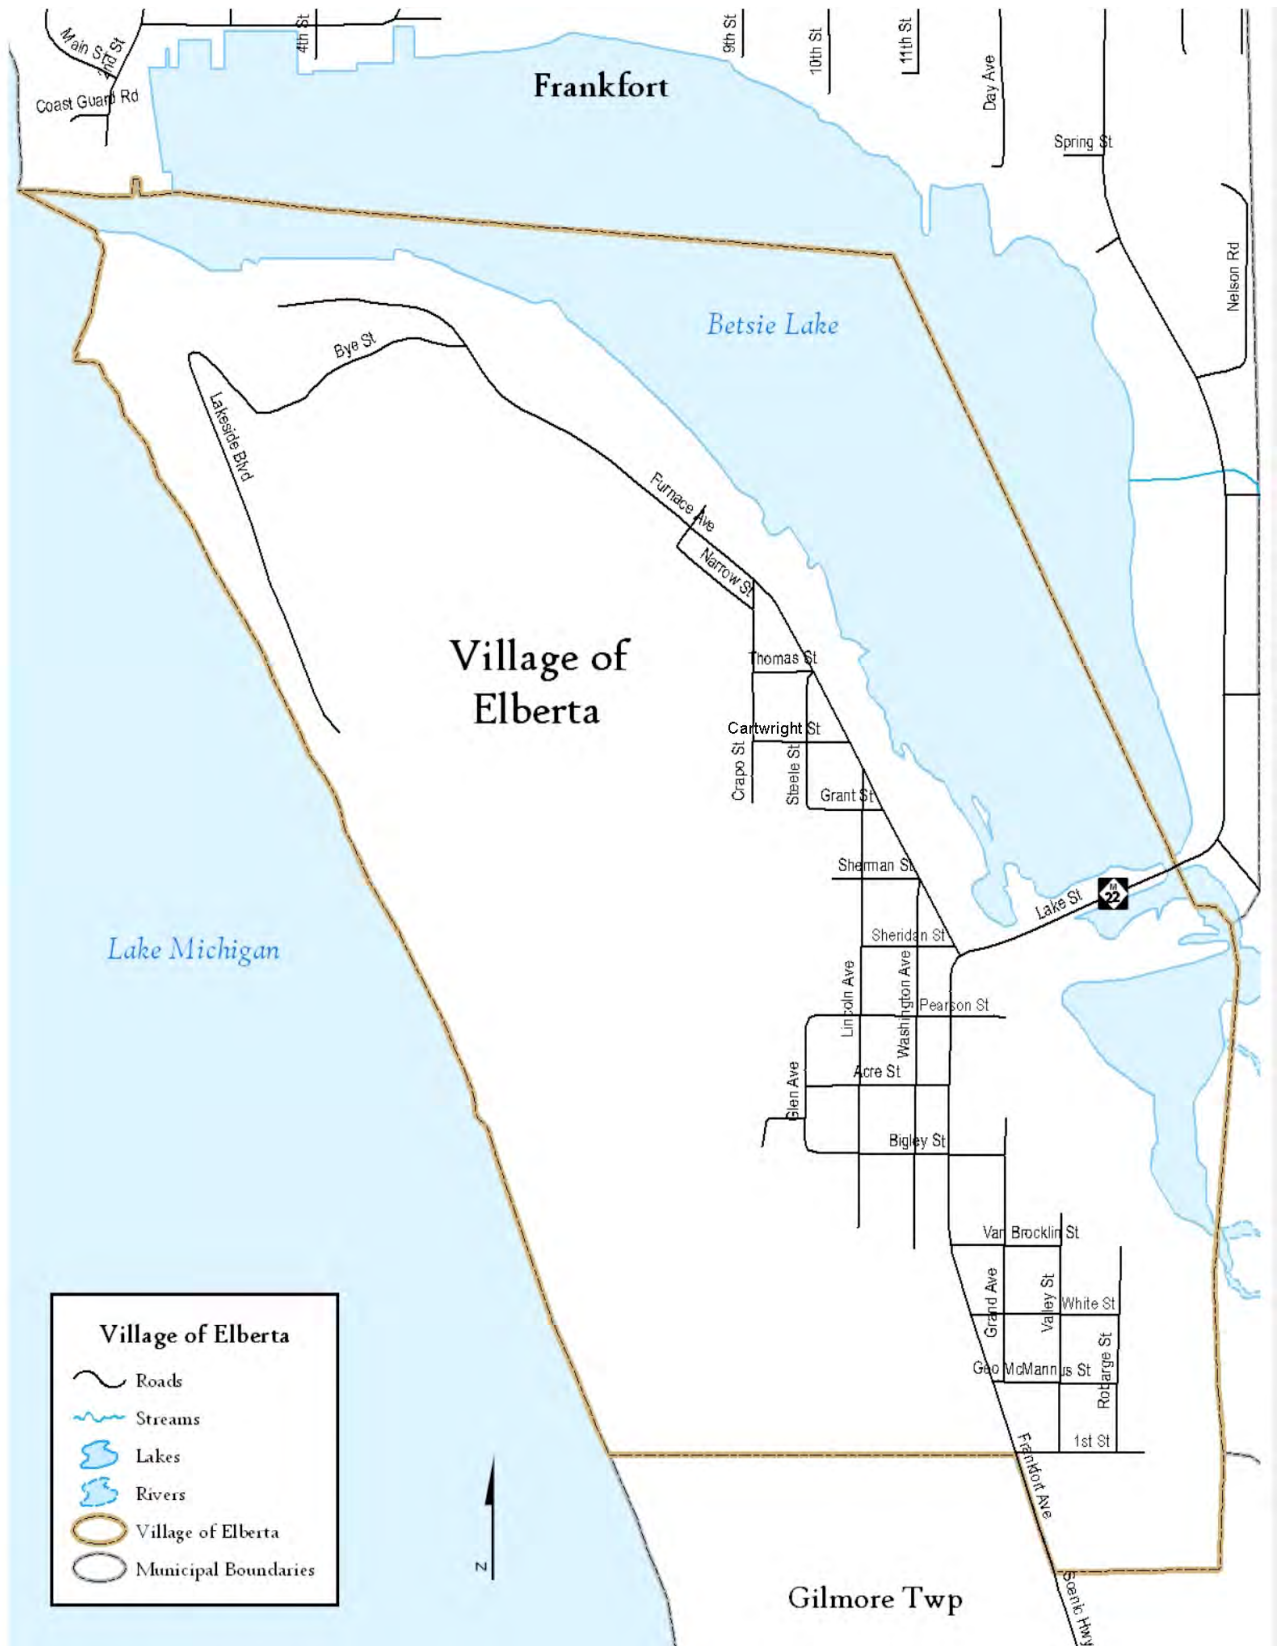 Main St
2nd St
4th St
9th St
10th St
11th St
Day Ave
Coast Guard Rd
Frankfort
Spring St
Nelson Rd
Betsie Lake
Bye St
Lakeside Blvd
Furnace Ave
Narrow St
Village of
Elberta
Thomas St
Cartwright St
Crapo St
Steele St
Grant St
Sherman St
M
22
Lake St
Sheridan St
Lake Michigan
Lincoln Ave
Washington Ave
Pearson St
Glen Ave
Acre St
Bigley St
Van Brocklin St
Grand Ave
Valley St
White St
Geo McMannus St
Robarge St
1st St
Frankfort Ave
Village of Elberta
Roads
Streams
Lakes
Rivers
Village of Elberta
Municipal Boundaries
N
Gilmore Twp
Scenic Hwy